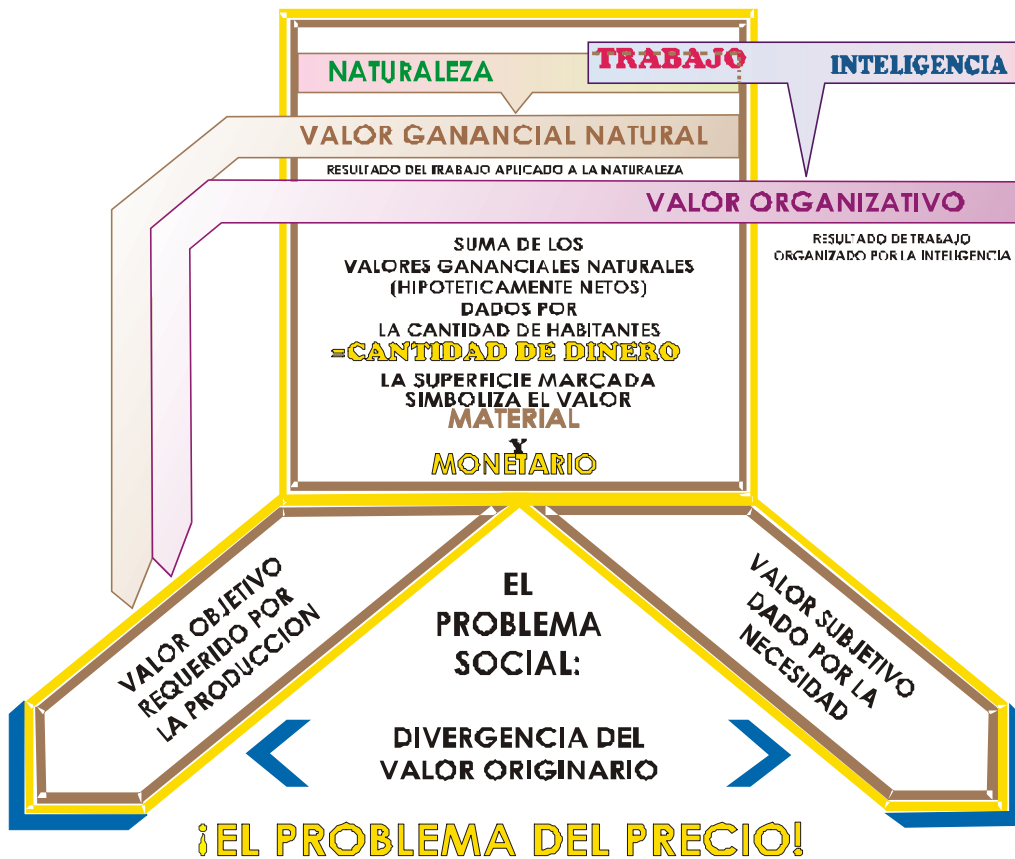 NATURALEZA
TRABAJO
INTELIGENCIA
VALOR GANANCIAL NATURAL
RESULTADO DEL TRABAJO APLICADO A LA NATURALEZA
VALOR ORGANIZATIVO
RESULTADO DE TRABAJO
ORGANIZADO POR LA INTELIGENCIA
SUMA DE LOS
VALORES GANANCIALES NATURALES
(HIPOTETICAMENTE NETOS)
DADOS POR
LA CANTIDAD DE HABITANTES
=CANTIDAD DE DINERO
LA SUPERFICIE MARCADA
SIMBOLIZA EL VALOR
MATERIAL
Y
MONETARIO
VALOR OBJETIVO
REQUERIDO POR
LA PRODUCCION
EL
PROBLEMA
SOCIAL:
VALOR SUBJETIVO
DADO POR LA
NECESIDAD
DIVERGENCIA DEL
VALOR ORIGINARIO
¡EL PROBLEMA DEL PRECIO!